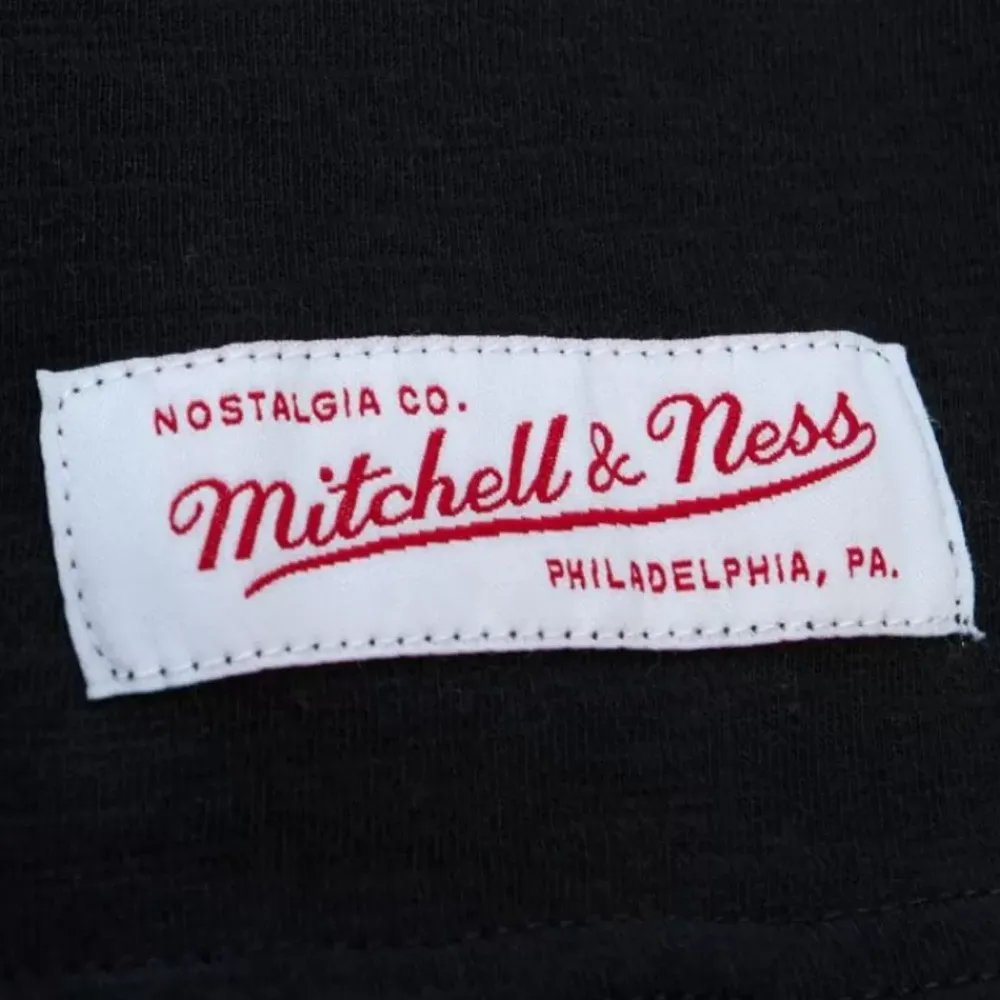 NOSTALGIA CO.
Mitchell & Ness
PHILADELPHIA, PA.